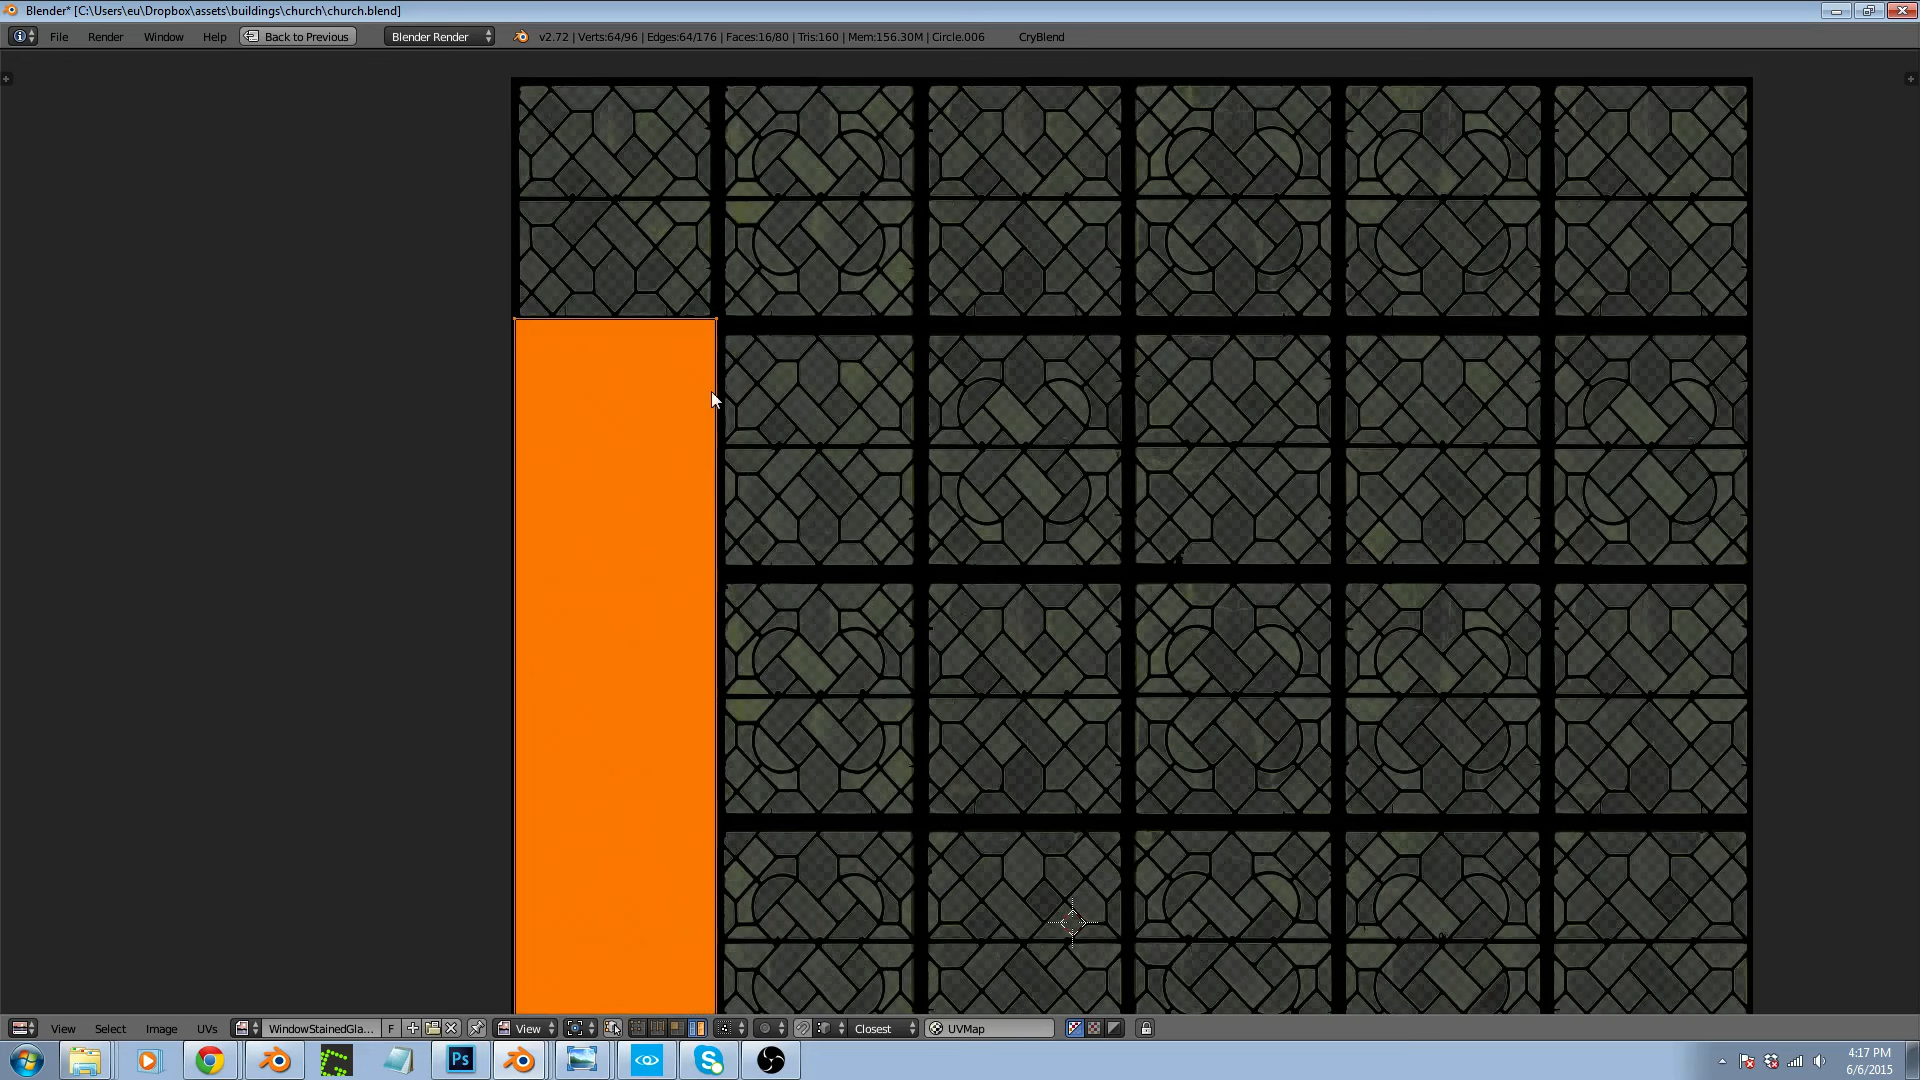 Blender* [C:\Users\eu\Dropbox\assets\buildings\church\church.blend]
File Render Window Help Back to Previous Blender Render v2.72 | Verts:64/96 | Edges:64/176 | Faces:16/80 | Tris:160 | Mem:156.30M | Circle.006 CryBlend
View Select Image UVs WindowStainedGla... F View Closest UVMap
Ps
4:17 PM
6/6/2015